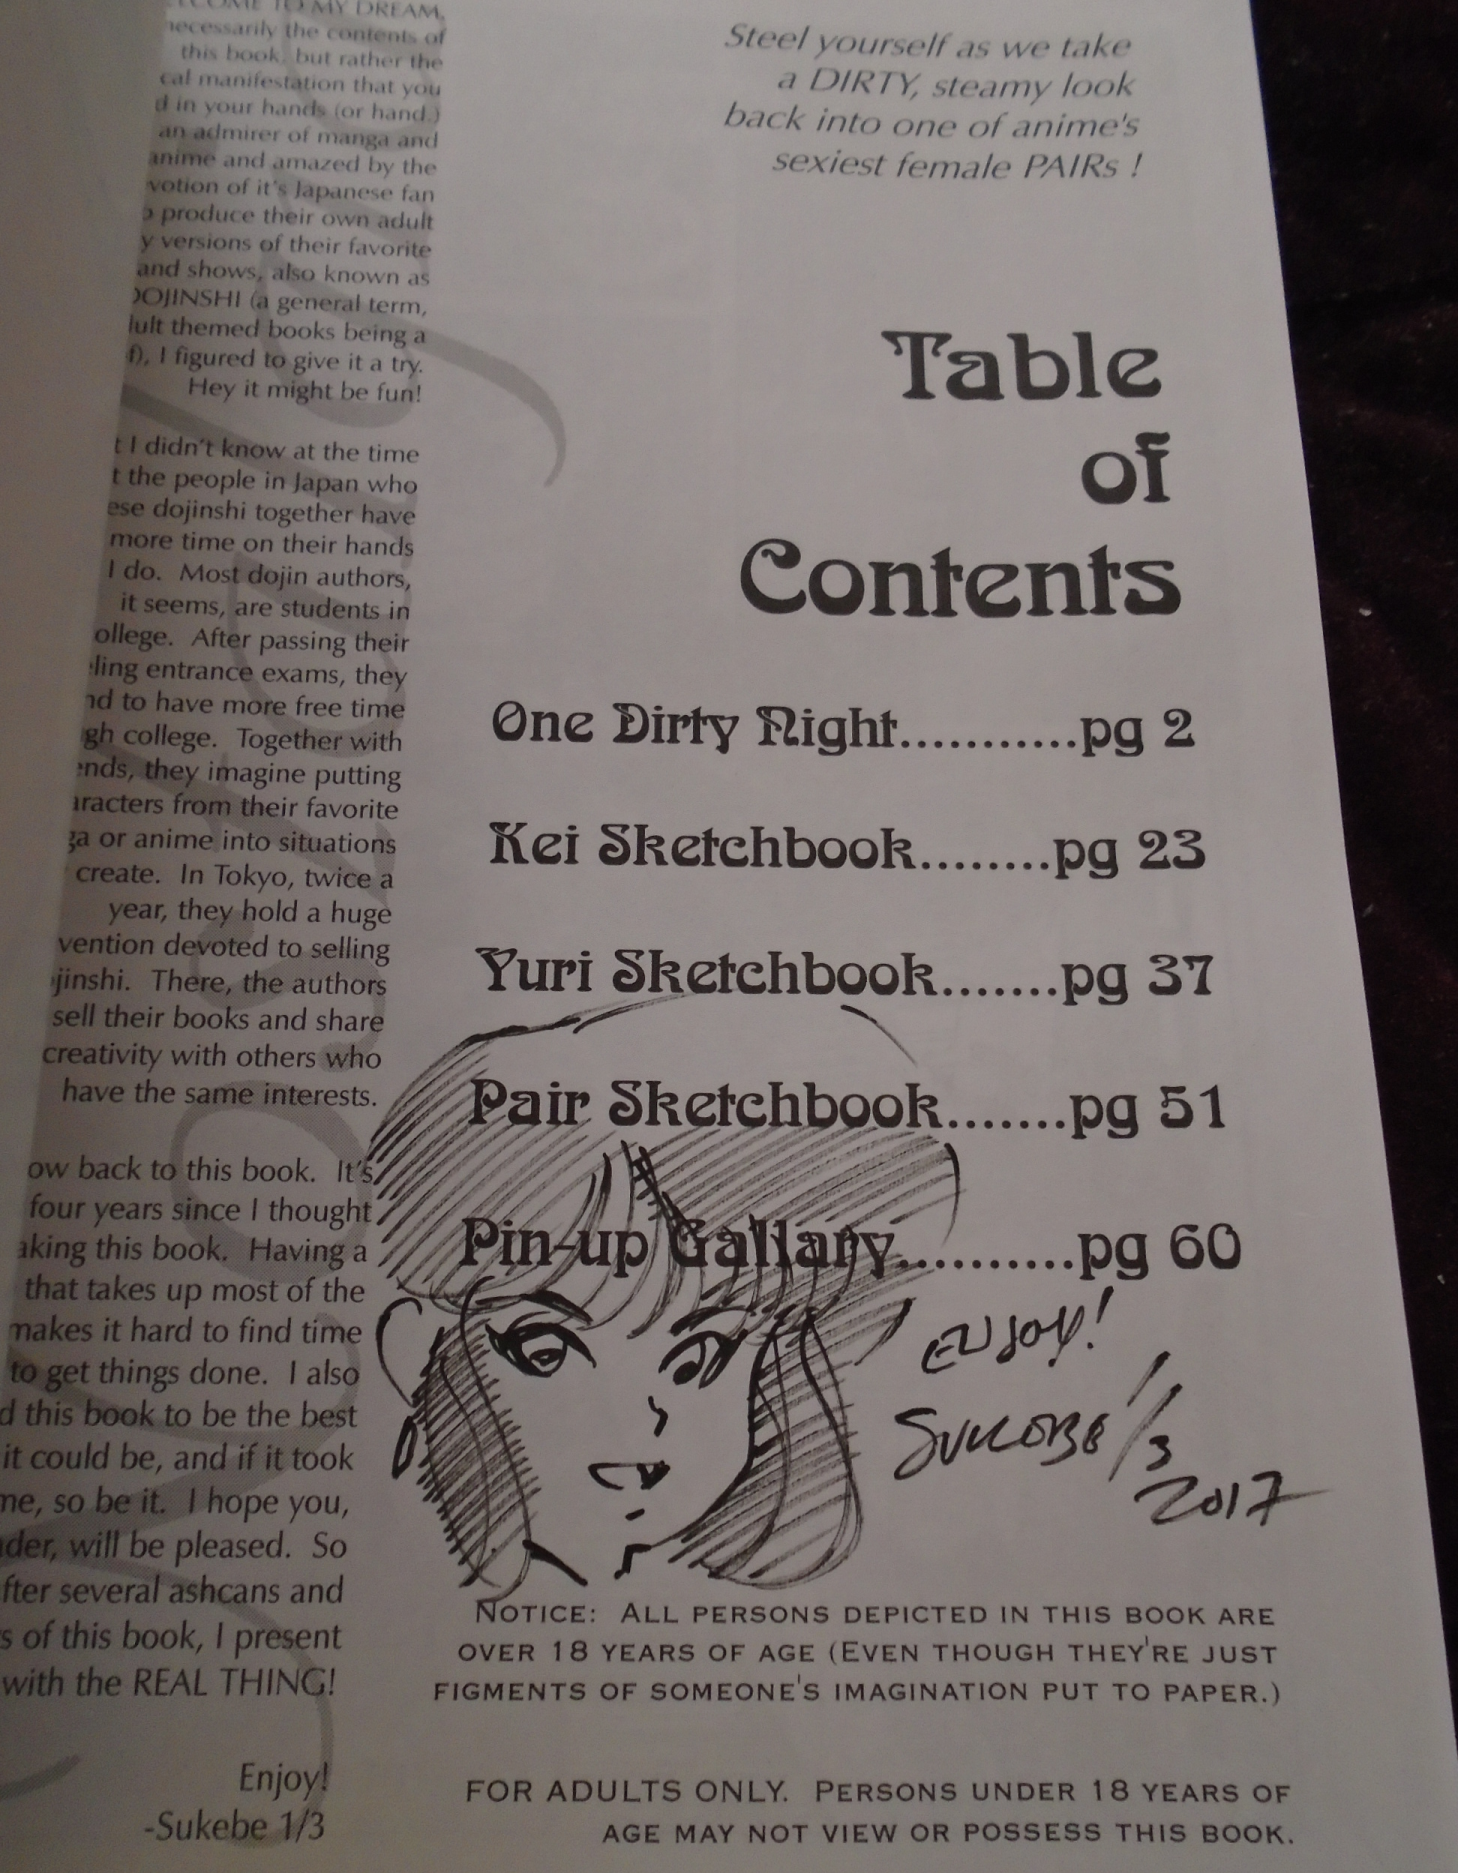 TO MY DREAM,
necessarily the contents of
this book, but rather the
cal manifestation that you
d in your hands (or hand.)
an admirer of manga and
anime and amazed by the
votion of it's Japanese fan
o produce their own adult
y versions of their favorite
and shows, also known as
DOJINSHI (a general term,
lult themed books being a
f), I figured to give it a try.
Hey it might be fun!
t I didn't know at the time
t the people in Japan who
ese dojinshi together have
more time on their hands
I do. Most dojin authors,
it seems, are students in
ollege. After passing their
ling entrance exams, they
nd to have more free time
gh college. Together with
ends, they imagine putting
aracters from their favorite
ga or anime into situations
create. In Tokyo, twice a
year, they hold a huge
vention devoted to selling
jinshi. There, the authors
sell their books and share
creativity with others who
have the same interests.
ow back to this book. It's
four years since I thought
aking this book. Having a
that takes up most of the
makes it hard to find time
to get things done. I also
d this book to be the best
it could be, and if it took
me, so be it. I hope you,
der, will be pleased. So
fter several ashcans and
s of this book, I present
with the REAL THING!
Enjoy!
-Sukebe 1/3
Steel yourself as we take
a DIRTY, steamy look
back into one of anime's
sexiest female PAIRs !
Table
of
Contents
One Dirty Night...........pg 2
Kei Sketchbook........pg 23
Yuri Sketchbook.......pg 37
Pair Sketchbook.......pg 51
Pin-up Gallary..........pg 60
ENJOY!
SUKEBE 1/3
2017
NOTICE: ALL PERSONS DEPICTED IN THIS BOOK ARE
OVER 18 YEARS OF AGE (EVEN THOUGH THEY'RE JUST
FIGMENTS OF SOMEONE'S IMAGINATION PUT TO PAPER.)
FOR ADULTS ONLY. PERSONS UNDER 18 YEARS OF
AGE MAY NOT VIEW OR POSSESS THIS BOOK.